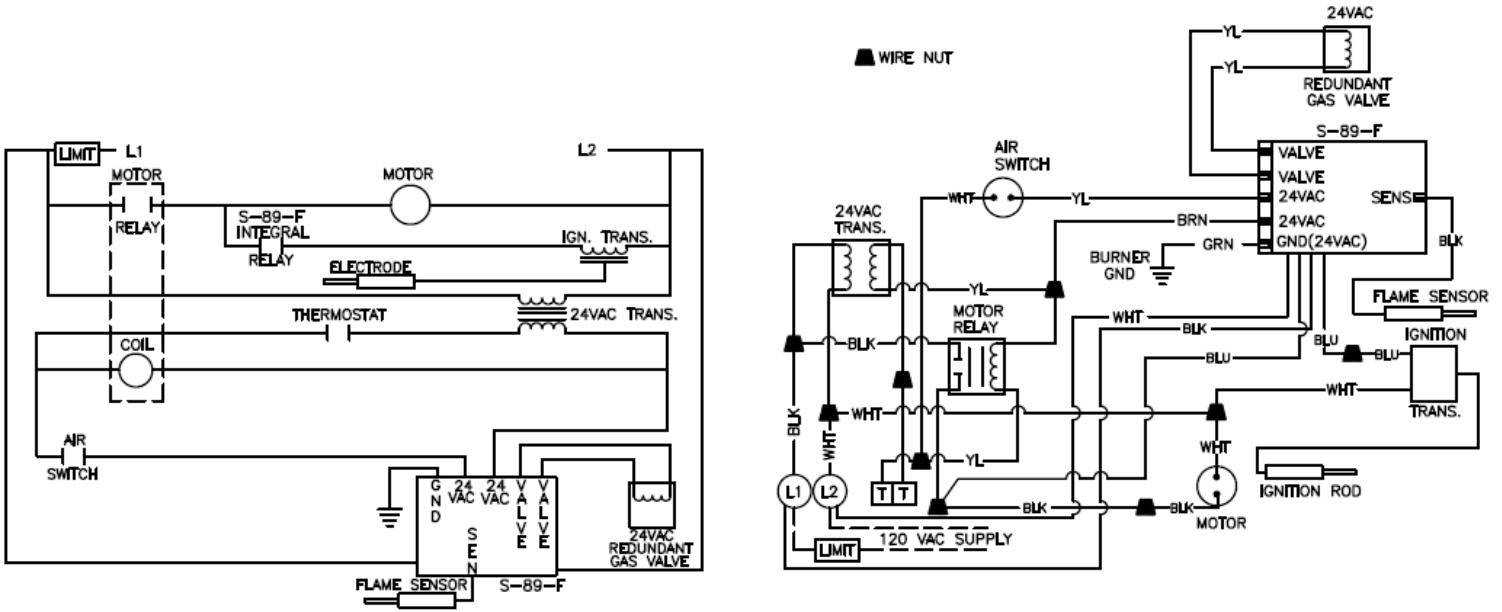 LIMIT
L1
L2
MOTOR
RELAY
MOTOR
S-89-F
INTEGRAL
RELAY
IGN. TRANS.
ELECTRODE
THERMOSTAT
24VAC TRANS.
COIL
AIR
SWITCH
GND
24
VAC
24
VAC
VALVE
VALVE
SEN
24VAC
REDUNDANT
GAS VALVE
FLAME SENSOR
S-89-F
WIRE NUT
24VAC
YL
YL
REDUNDANT
GAS VALVE
S-89-F
VALVE
VALVE
24VAC
24VAC
GND(24VAC)
SENS
AIR
SWITCH
WHT
YL
BRN
GRN
BURNER
GND
BLK
24VAC
TRANS.
YL
MOTOR
RELAY
FLAME SENSOR
WHT
BLK
BLK
BLU
BLU
BLU
IGNITION
TRANS.
WHT
WHT
BLK
WHT
WHT
YL
L1
L2
T
T
BLK
BLK
MOTOR
IGNITION ROD
120 VAC SUPPLY
LIMIT